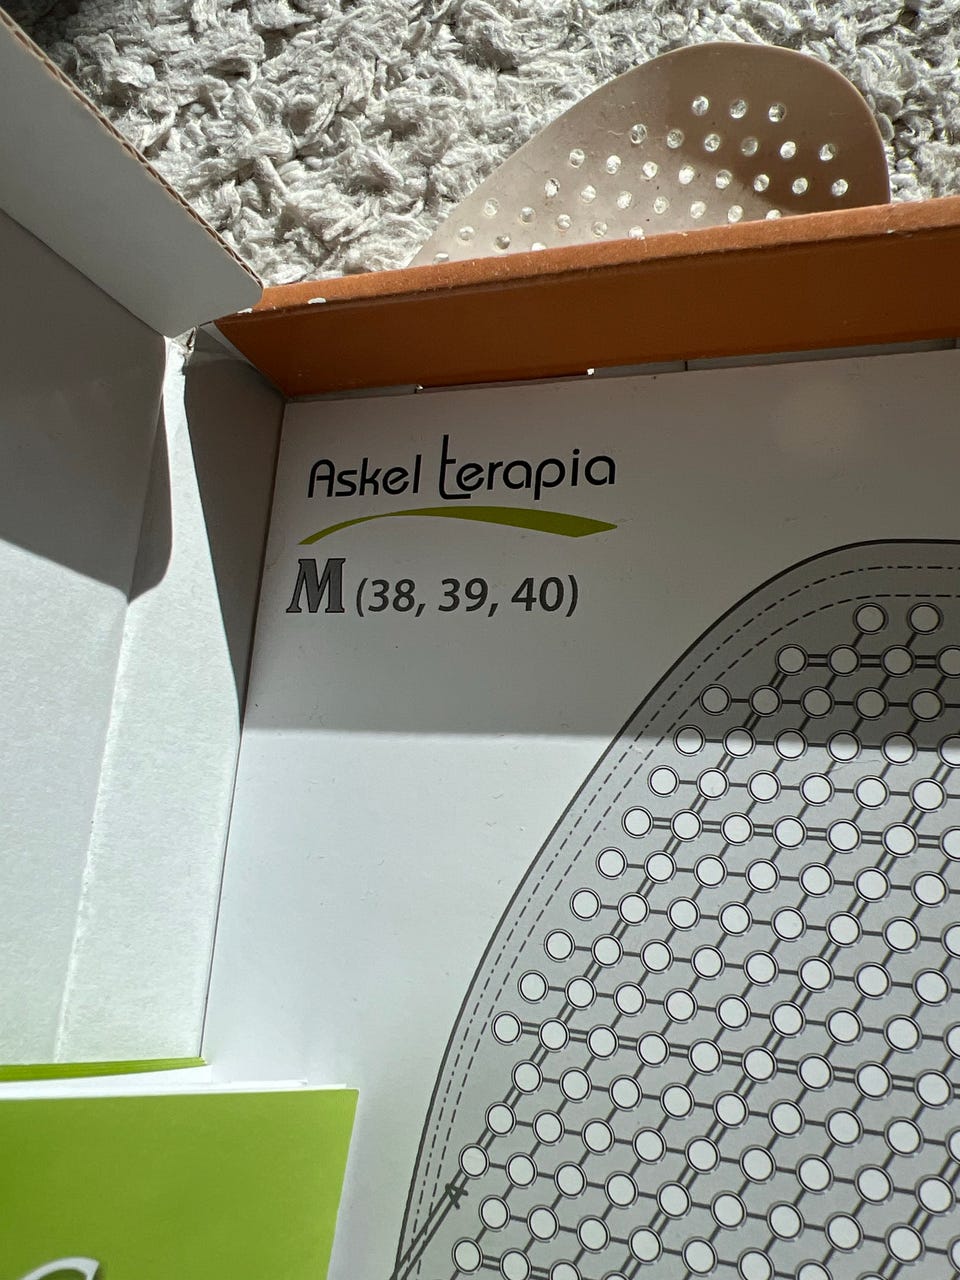 Askel terapia
M (38, 39, 40)